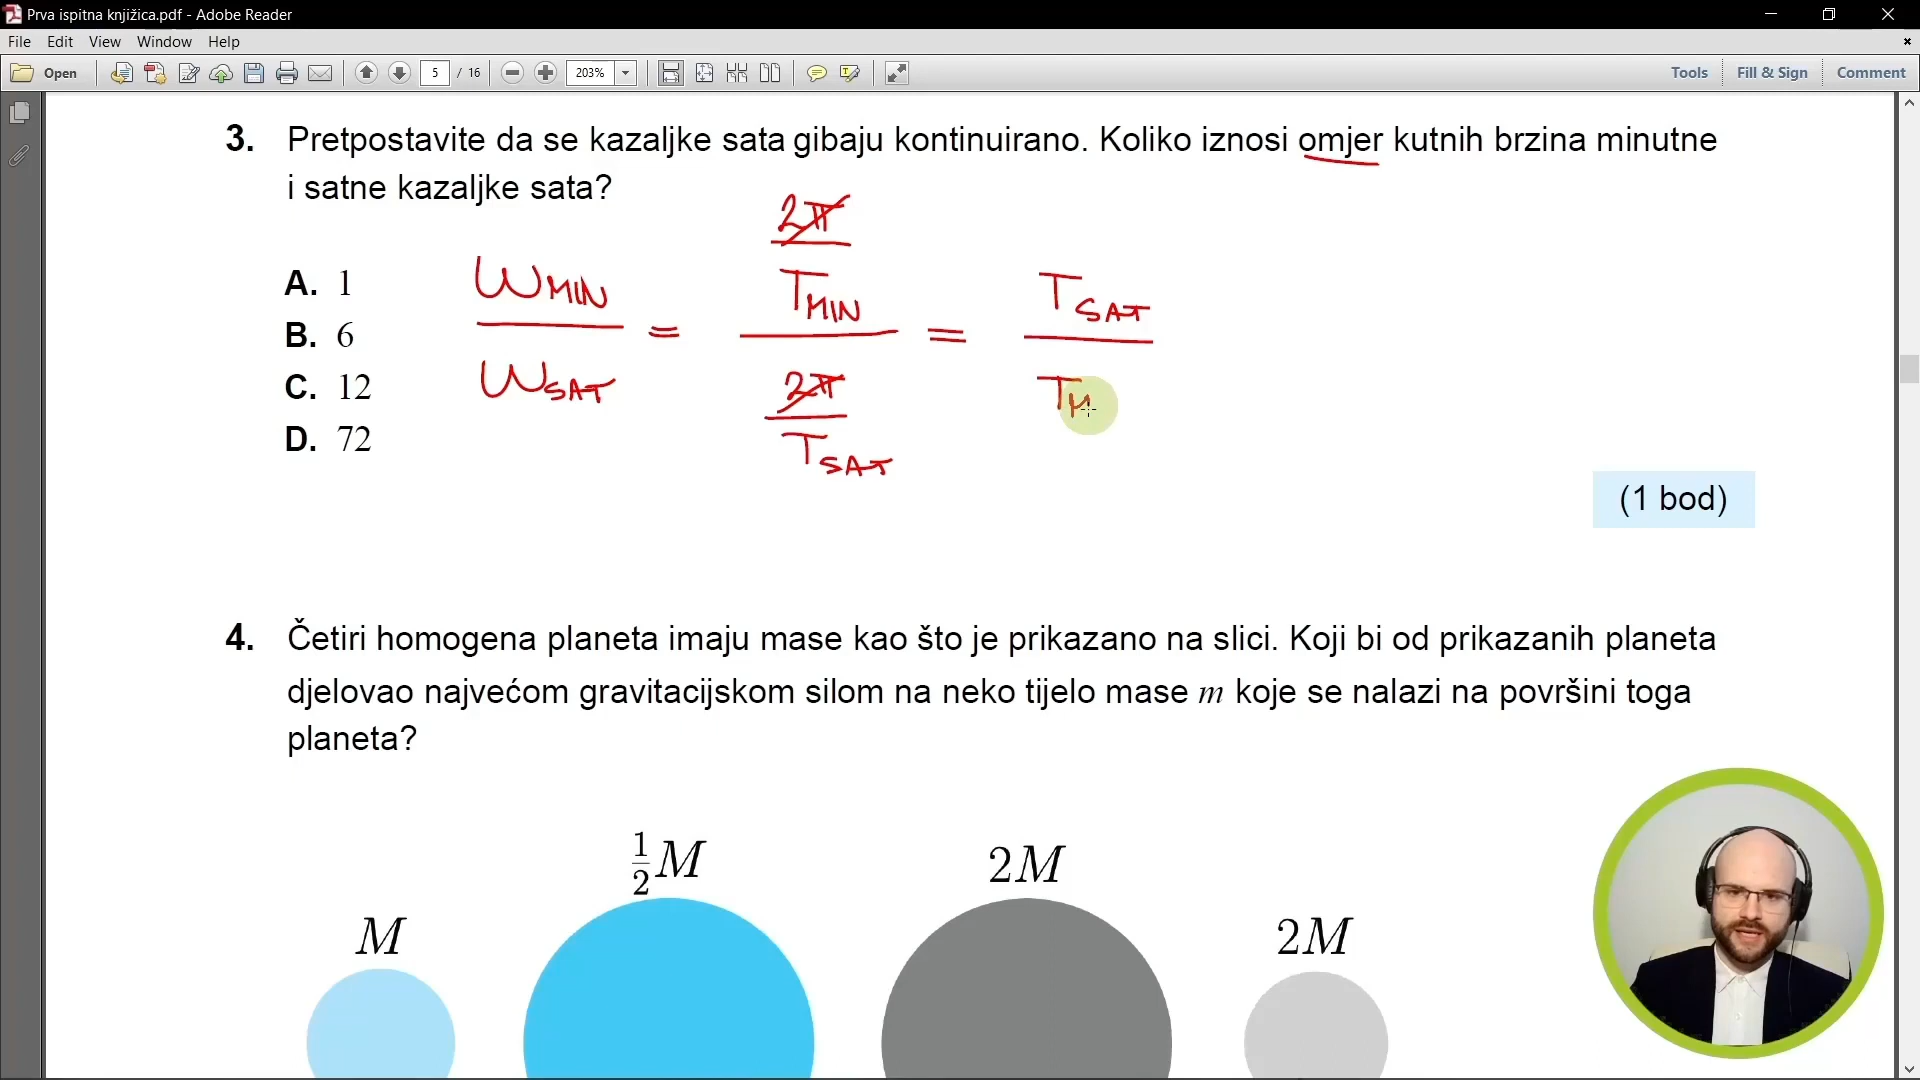 Prva ispitna knjižica.pdf - Adobe Reader
File Edit View Window Help
Open 5 / 16 203% Tools Fill & Sign Comment
3. Pretpostavite da se kazaljke sata gibaju kontinuirano. Koliko iznosi omjer kutnih brzina minutne
i satne kazaljke sata?
A. 1
B. 6
C. 12
D. 72
ωMIN / ωSAT = (2π / TMIN) / (2π / TSAT) = TSAT / TM
(1 bod)
4. Četiri homogena planeta imaju mase kao što je prikazano na slici. Koji bi od prikazanih planeta
djelovao najvećom gravitacijskom silom na neko tijelo mase m koje se nalazi na površini toga
planeta?
M 1/2 M 2M 2M